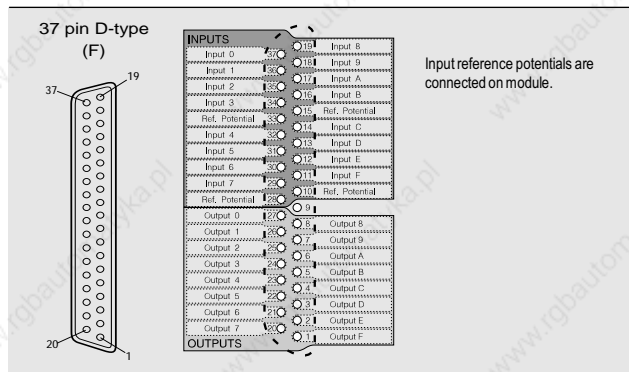 37 pin D-type
(F)
37
19
20
1
INPUTS
Input 0 37 19 Input 8
Input 1 36 18 Input 9
Input 2 35 17 Input A
Input 3 34 16 Input B
Ref. Potential 33 15 Ref. Potential
Input 4 32 14 Input C
Input 5 31 13 Input D
Input 6 30 12 Input E
Input 7 29 11 Input F
Ref. Potential 28 10 Ref. Potential
9
Output 0 27 8 Output 8
Output 1 26 7 Output 9
Output 2 25 6 Output A
Output 3 24 5 Output B
Output 4 23 4 Output C
Output 5 22 3 Output D
Output 6 21 2 Output E
Output 7 20 1 Output F
OUTPUTS
Input reference potentials are
connected on module.
www.rgbautomatyka.pl